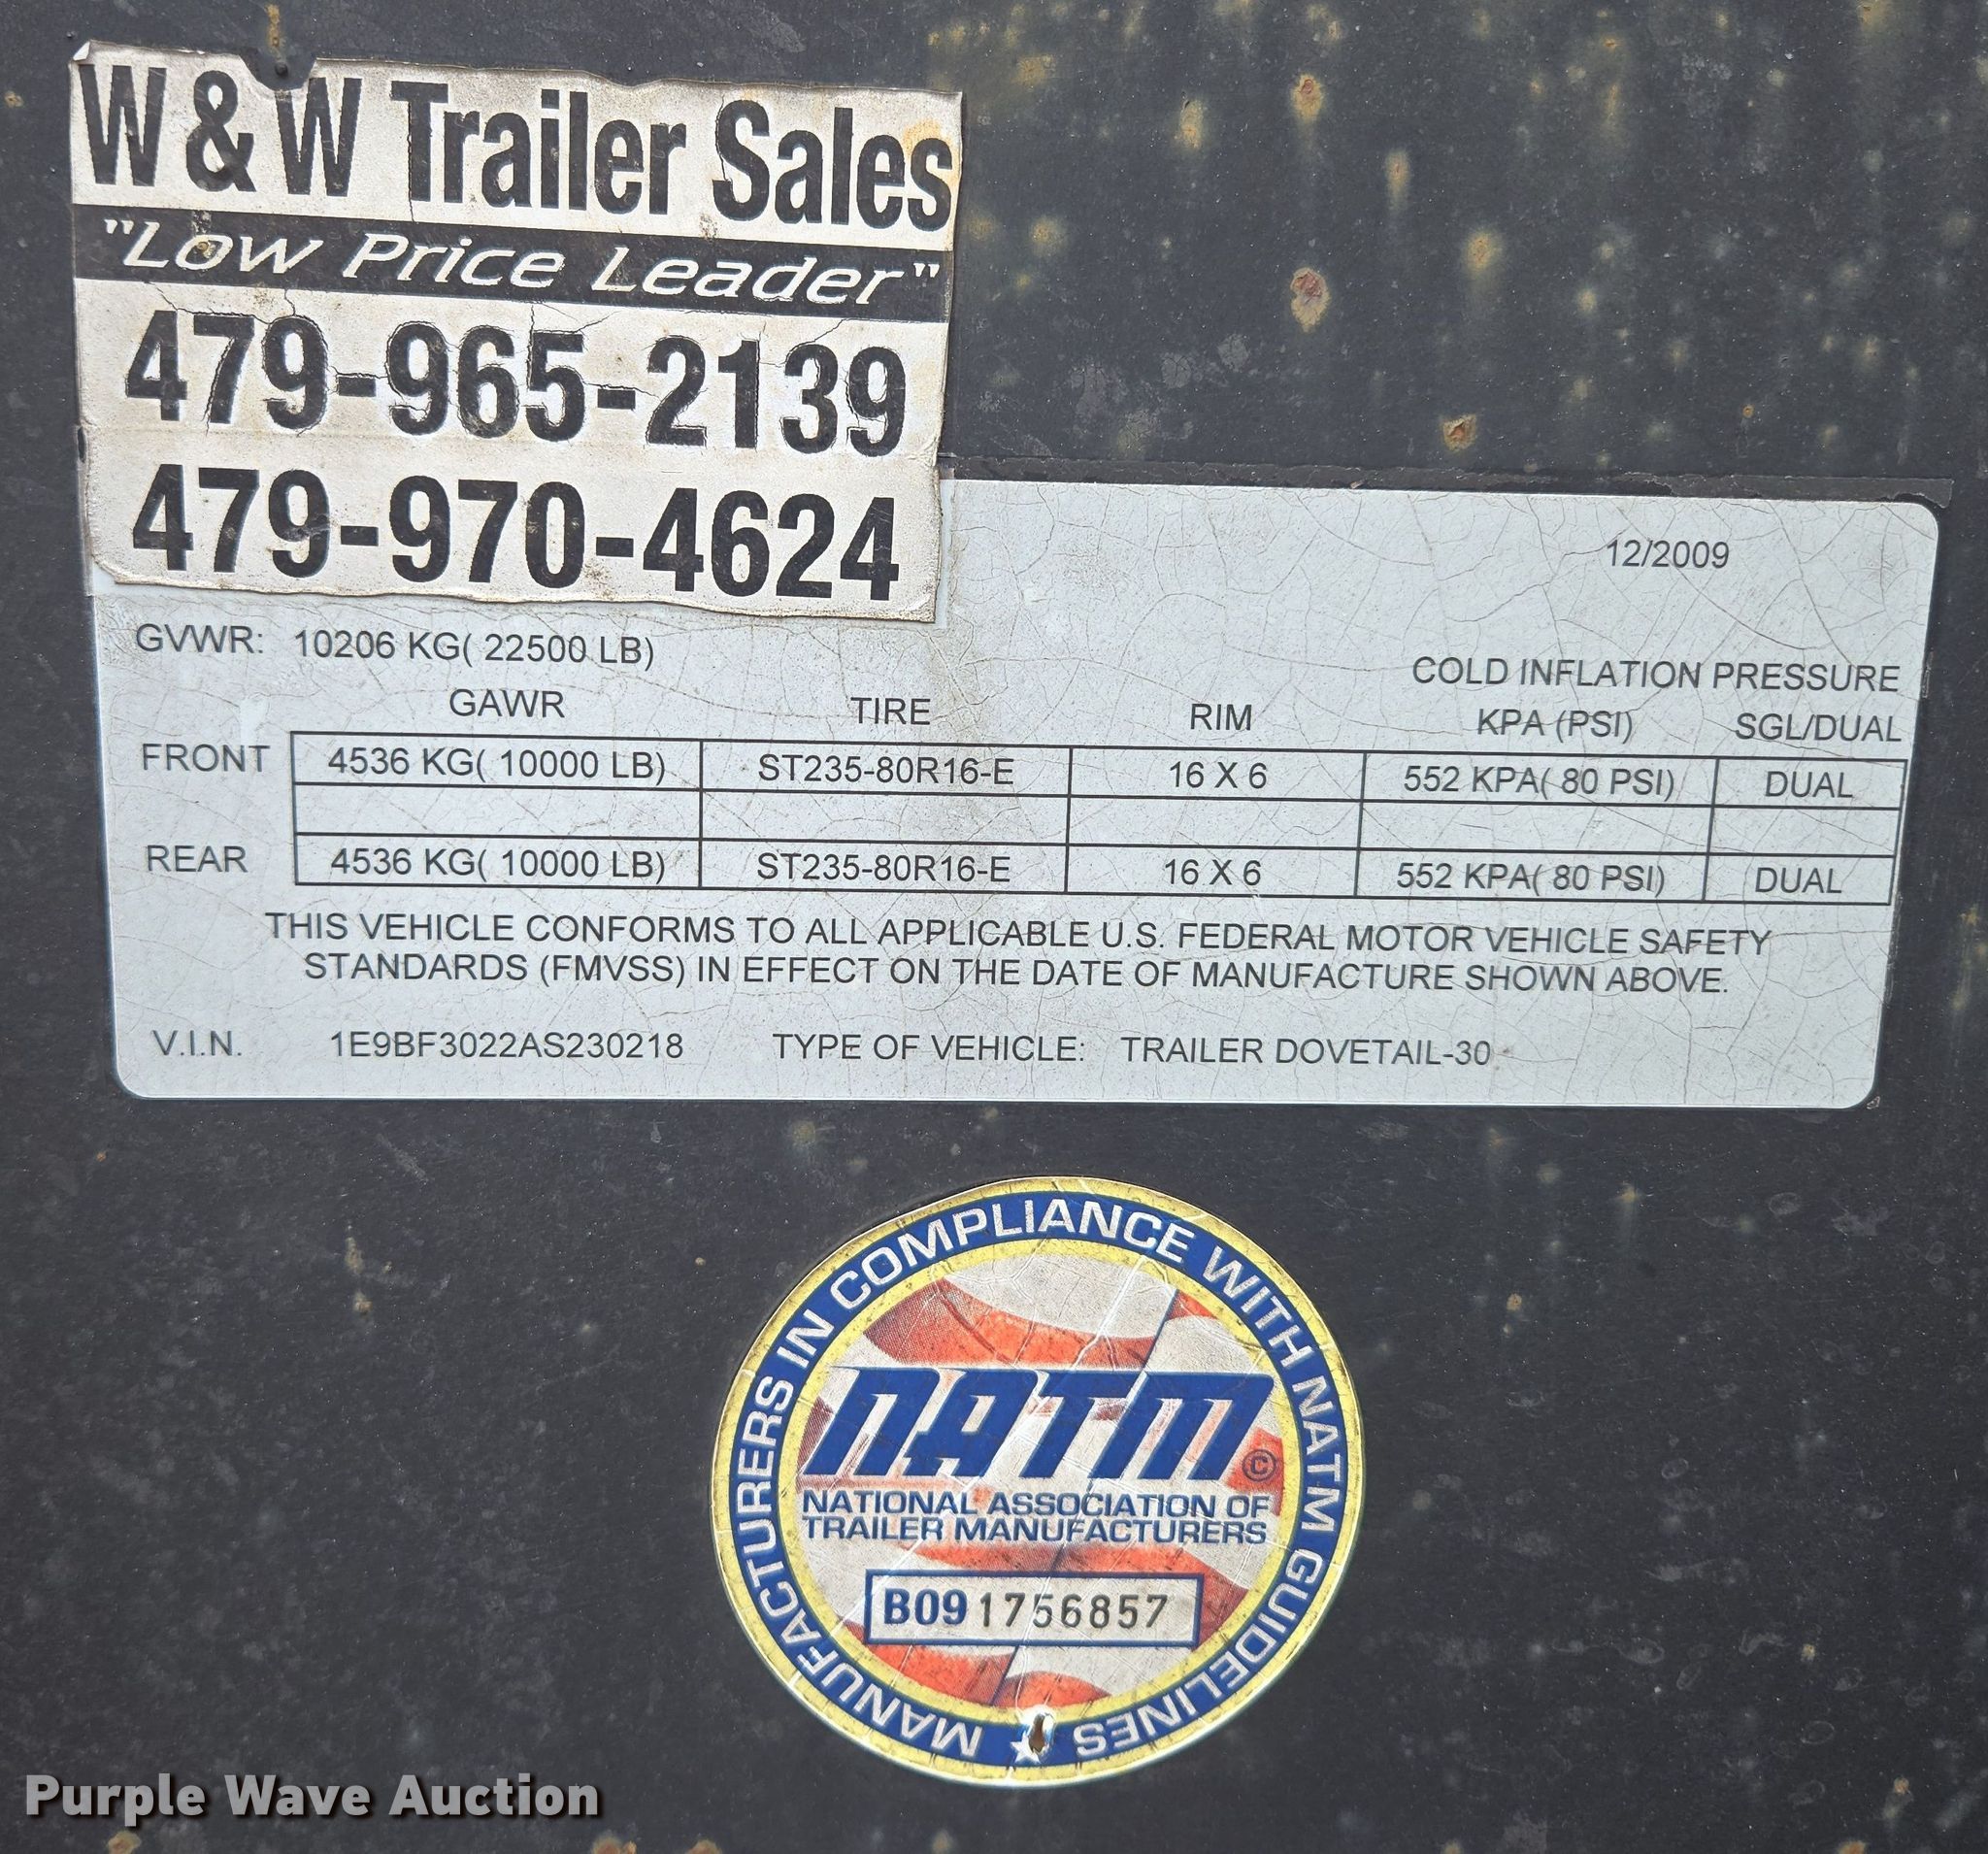 W & W Trailer Sales
"Low Price Leader"
479-965-2139
479-970-4624
12/2009
GVWR: 10206 KG( 22500 LB)
COLD INFLATION PRESSURE
GAWR TIRE RIM KPA (PSI) SGL/DUAL
FRONT 4536 KG( 10000 LB) ST235-80R16-E 16 X 6 552 KPA( 80 PSI) DUAL
REAR 4536 KG( 10000 LB) ST235-80R16-E 16 X 6 552 KPA( 80 PSI) DUAL
THIS VEHICLE CONFORMS TO ALL APPLICABLE U.S. FEDERAL MOTOR VEHICLE SAFETY
STANDARDS (FMVSS) IN EFFECT ON THE DATE OF MANUFACTURE SHOWN ABOVE.
V.I.N. 1E9BF3022AS230218 TYPE OF VEHICLE: TRAILER DOVETAIL-30
MANUFACTURERS IN COMPLIANCE WITH NATM GUIDELINES
NATM ©
NATIONAL ASSOCIATION OF
TRAILER MANUFACTURERS
B09 1756857
Purple Wave Auction